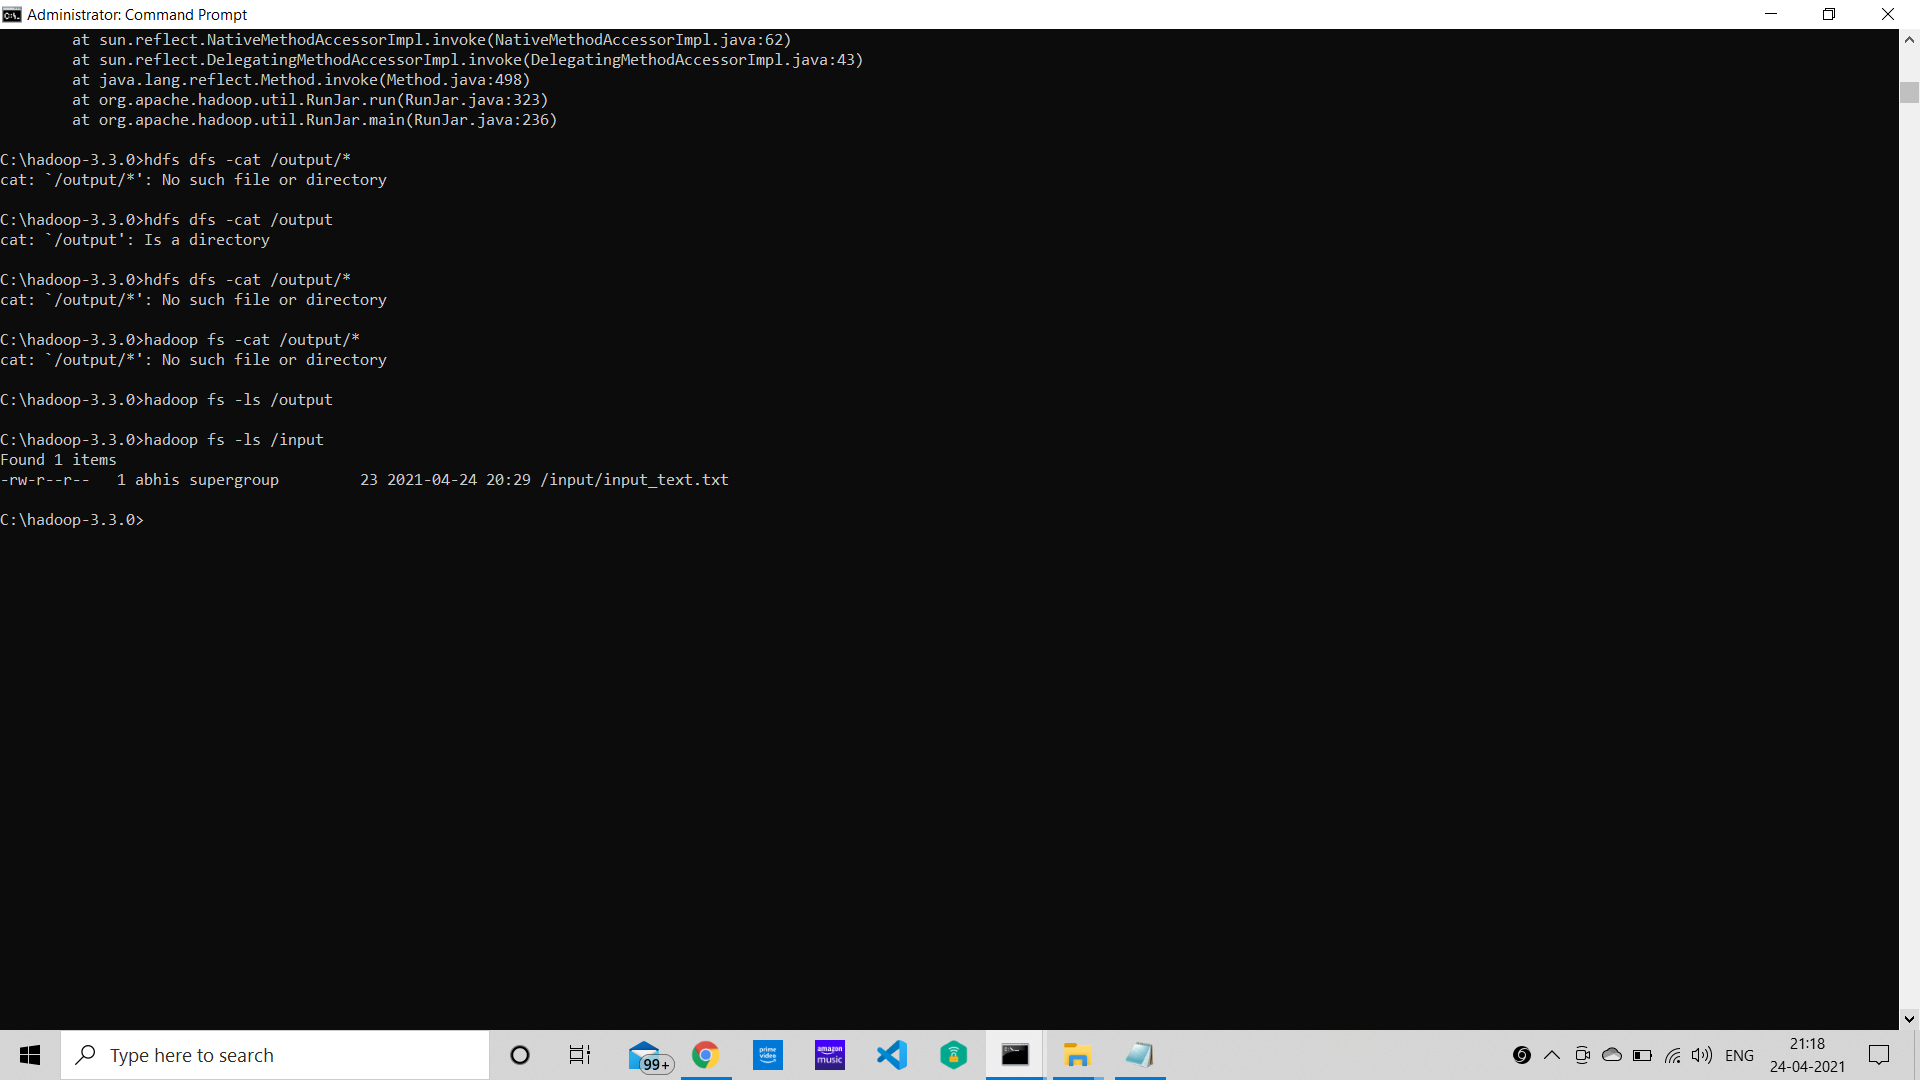 Administrator: Command Prompt
at sun.reflect.NativeMethodAccessorImpl.invoke(NativeMethodAccessorImpl.java:62)
at sun.reflect.DelegatingMethodAccessorImpl.invoke(DelegatingMethodAccessorImpl.java:43)
at java.lang.reflect.Method.invoke(Method.java:498)
at org.apache.hadoop.util.RunJar.run(RunJar.java:323)
at org.apache.hadoop.util.RunJar.main(RunJar.java:236)
C:\hadoop-3.3.0>hdfs dfs -cat /output/*
cat: `/output/*': No such file or directory
C:\hadoop-3.3.0>hdfs dfs -cat /output
cat: `/output': Is a directory
C:\hadoop-3.3.0>hdfs dfs -cat /output/*
cat: `/output/*': No such file or directory
C:\hadoop-3.3.0>hadoop fs -cat /output/*
cat: `/output/*': No such file or directory
C:\hadoop-3.3.0>hadoop fs -ls /output
C:\hadoop-3.3.0>hadoop fs -ls /input
Found 1 items
-rw-r--r--   1 abhis supergroup         23 2021-04-24 20:29 /input/input_text.txt
C:\hadoop-3.3.0>
Type here to search
99+
prime video
amazon music
ENG
21:18
24-04-2021